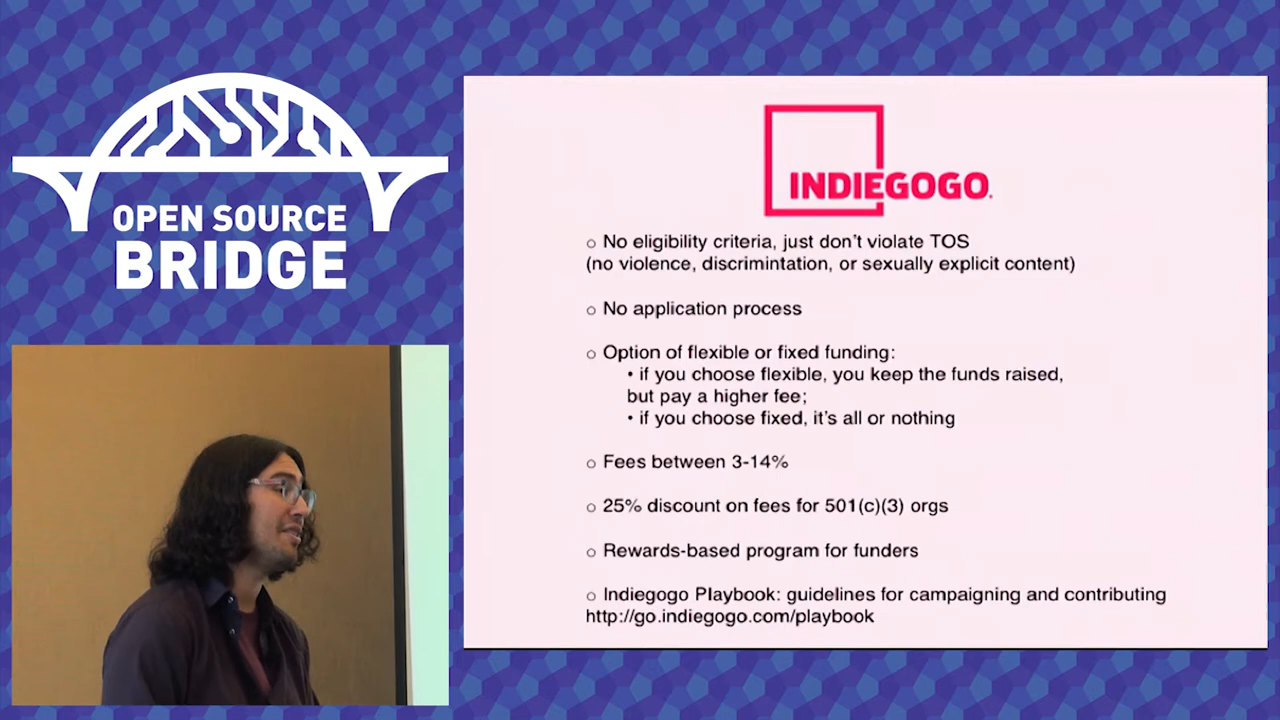 OPEN SOURCE
BRIDGE
INDIEGOGO.
○ No eligibility criteria, just don't violate TOS
(no violence, discrimintation, or sexually explicit content)
○ No application process
○ Option of flexible or fixed funding:
• if you choose flexible, you keep the funds raised,
but pay a higher fee;
• if you choose fixed, it's all or nothing
○ Fees between 3-14%
○ 25% discount on fees for 501(c)(3) orgs
○ Rewards-based program for funders
○ Indiegogo Playbook: guidelines for campaigning and contributing
http://go.indiegogo.com/playbook